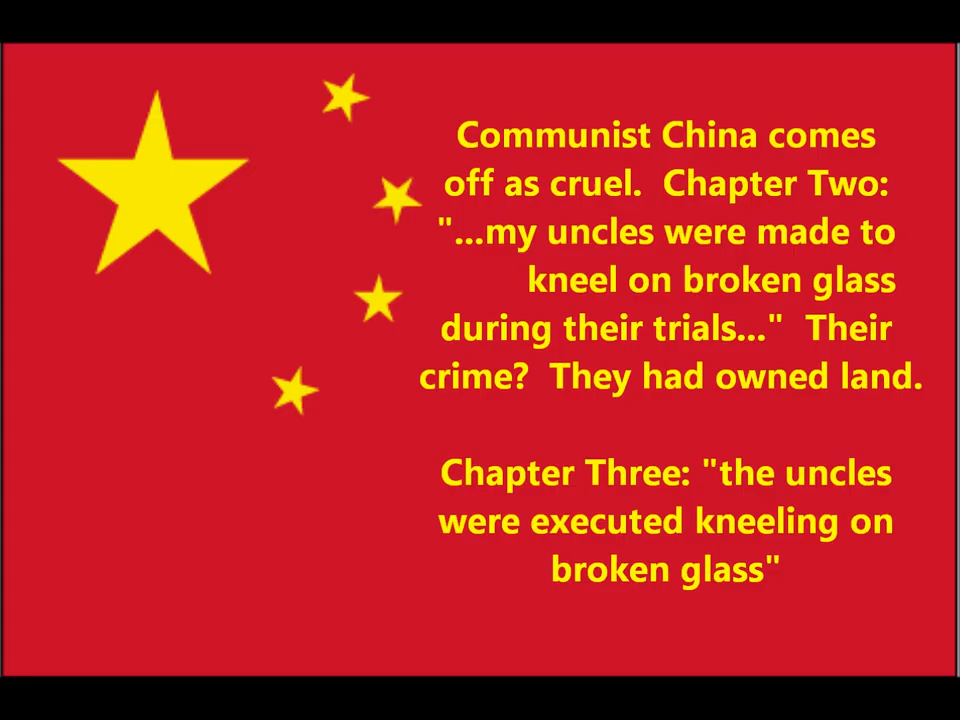 Communist China comes
off as cruel.  Chapter Two:
"...my uncles were made to
kneel on broken glass
during their trials..."  Their
crime?  They had owned land.
Chapter Three: "the uncles
were executed kneeling on
broken glass"